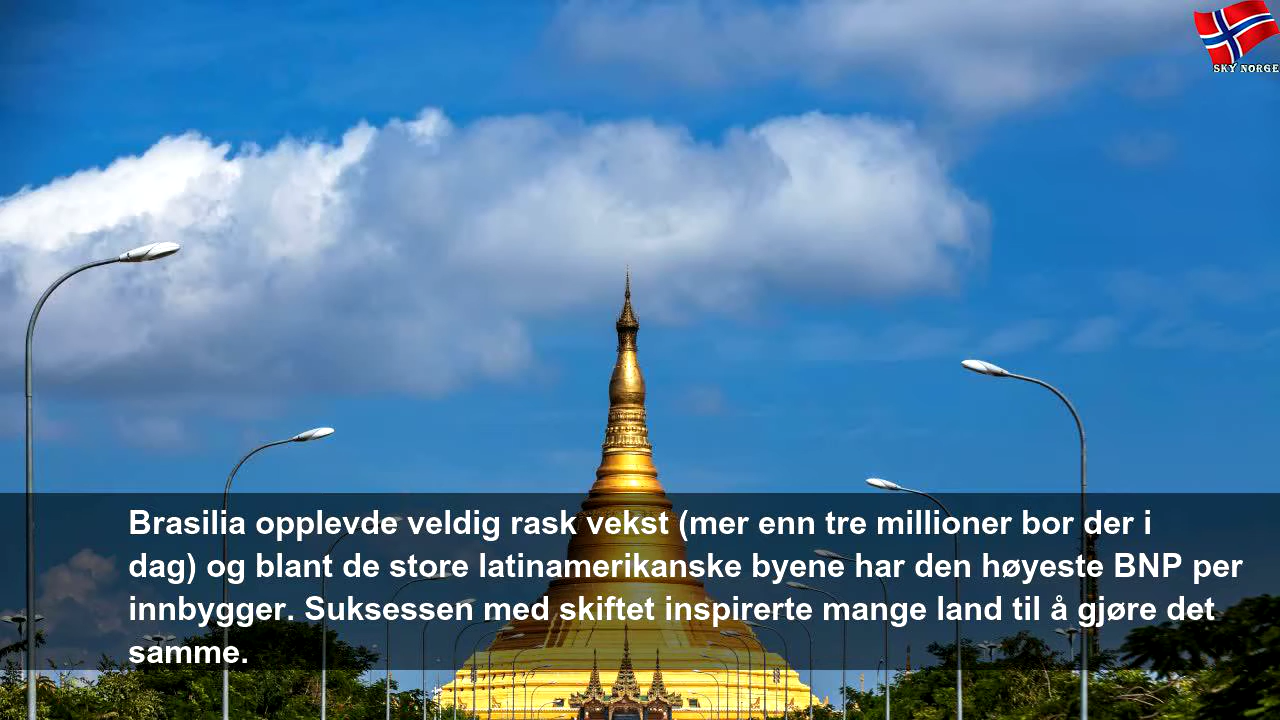 SKY NORGE
Brasilia opplevde veldig rask vekst (mer enn tre millioner bor der i
dag) og blant de store latinamerikanske byene har den høyeste BNP per
innbygger. Suksessen med skiftet inspirerte mange land til å gjøre det
samme.